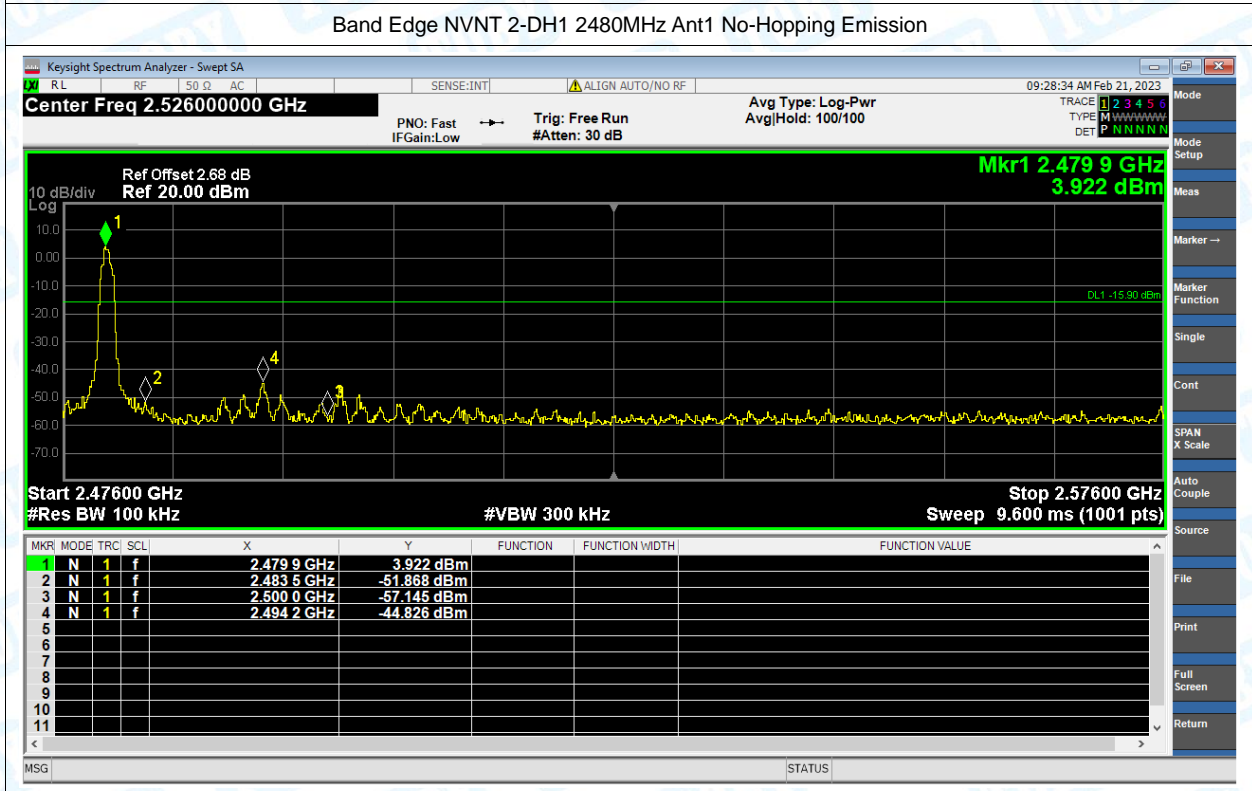 Band Edge NVNT 2-DH1 2480MHz Ant1 No-Hopping Emission
Keysight Spectrum Analyzer - Swept SA
LXI RL RF 50 Ω AC SENSE:INT ALIGN AUTO/NO RF 09:28:34 AM Feb 21, 2023
Center Freq 2.526000000 GHz
PNO: Fast
IFGain:Low
Trig: Free Run
#Atten: 30 dB
Avg Type: Log-Pwr
Avg|Hold: 100/100
TRACE 1 2 3 4 5 6
TYPE M WWWWW
DET P N N N N N
Mkr1 2.479 9 GHz
3.922 dBm
Ref Offset 2.68 dB
10 dB/div Ref 20.00 dBm
Log
10.0
0.00
-10.0
-20.0
-30.0
-40.0
-50.0
-60.0
-70.0
1
2
4
3
DL1 -15.90 dBm
Start 2.47600 GHz Stop 2.57600 GHz
#Res BW 100 kHz #VBW 300 kHz Sweep 9.600 ms (1001 pts)
MKR MODE TRC SCL X Y FUNCTION FUNCTION WIDTH FUNCTION VALUE
1 N 1 f 2.479 9 GHz 3.922 dBm
2 N 1 f 2.483 5 GHz -51.868 dBm
3 N 1 f 2.500 0 GHz -57.145 dBm
4 N 1 f 2.494 2 GHz -44.826 dBm
5
6
7
8
9
10
11
MSG STATUS
Mode
Mode
Setup
Meas
Marker →
Marker
Function
Single
Cont
SPAN
X Scale
Auto
Couple
Source
File
Print
Full
Screen
Return